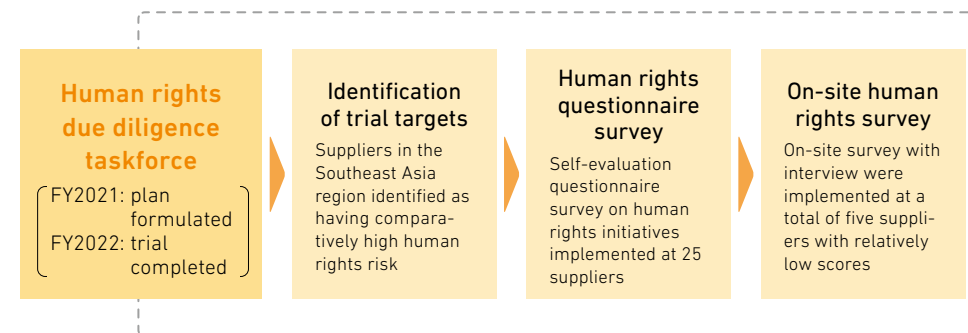 Human rights
due diligence
taskforce
FY2021: plan
formulated
FY2022: trial
completed
Identification
of trial targets
Suppliers in the
Southeast Asia
region identified as
having compara-
tively high human
rights risk
Human rights
questionnaire
survey
Self-evaluation
questionnaire
survey on human
rights initiatives
implemented at 25
suppliers
On-site human
rights survey
On-site survey with
interview were
implemented at a
total of five suppli-
ers with relatively
low scores